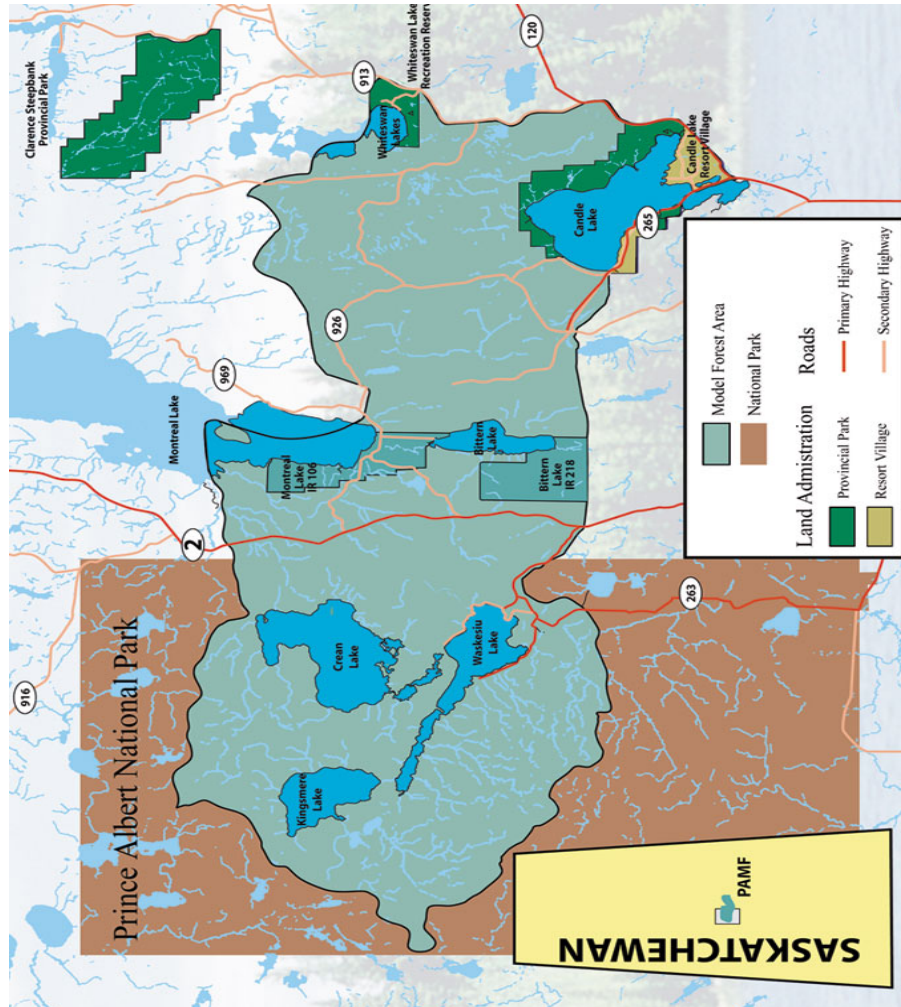 Clarence Steepbank
Provincial Park
Prince Albert National Park
916
2
Montreal Lake
969
926
913
Whiteswan
Lakes
Whiteswan Lake
Recreation Reserve
120
Kingsmere
Lake
Crean
Lake
Waskesiu
Lake
Montreal
Lake
IR 106
Bittern
Lake
Bittern
Lake
IR 218
Candle
Lake
Candle Lake
Resort Village
265
263
SASKATCHEWAN
PAMF
Model Forest Area
National Park
Land Admistration
Provincial Park
Resort Village
Roads
Primary Highway
Secondary Highway